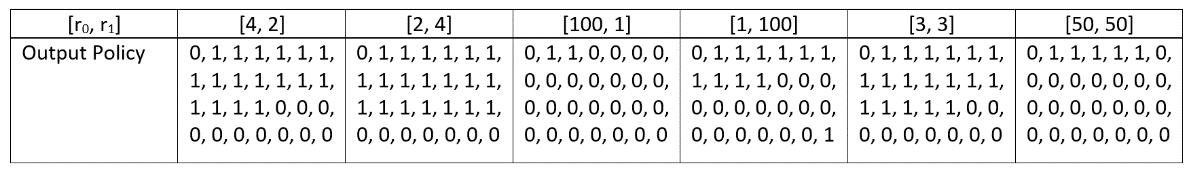 [r₀, r₁] [4, 2] [2, 4] [100, 1] [1, 100] [3, 3] [50, 50]
Output Policy 0, 1, 1, 1, 1, 1, 1, 0, 1, 1, 1, 1, 1, 1, 0, 1, 1, 0, 0, 0, 0, 0, 1, 1, 1, 1, 1, 1, 0, 1, 1, 1, 1, 1, 1, 0, 1, 1, 1, 1, 1, 0,
1, 1, 1, 1, 1, 1, 1, 1, 1, 1, 1, 1, 1, 1, 0, 0, 0, 0, 0, 0, 0, 1, 1, 1, 1, 0, 0, 0, 1, 1, 1, 1, 1, 1, 1, 0, 0, 0, 0, 0, 0, 0,
1, 1, 1, 1, 0, 0, 0, 1, 1, 1, 1, 1, 1, 1, 0, 0, 0, 0, 0, 0, 0, 0, 0, 0, 0, 0, 0, 0, 1, 1, 1, 1, 1, 0, 0, 0, 0, 0, 0, 0, 0, 0,
0, 0, 0, 0, 0, 0, 0 0, 0, 0, 0, 0, 0, 0 0, 0, 0, 0, 0, 0, 0 0, 0, 0, 0, 0, 0, 1 0, 0, 0, 0, 0, 0, 0 0, 0, 0, 0, 0, 0, 0